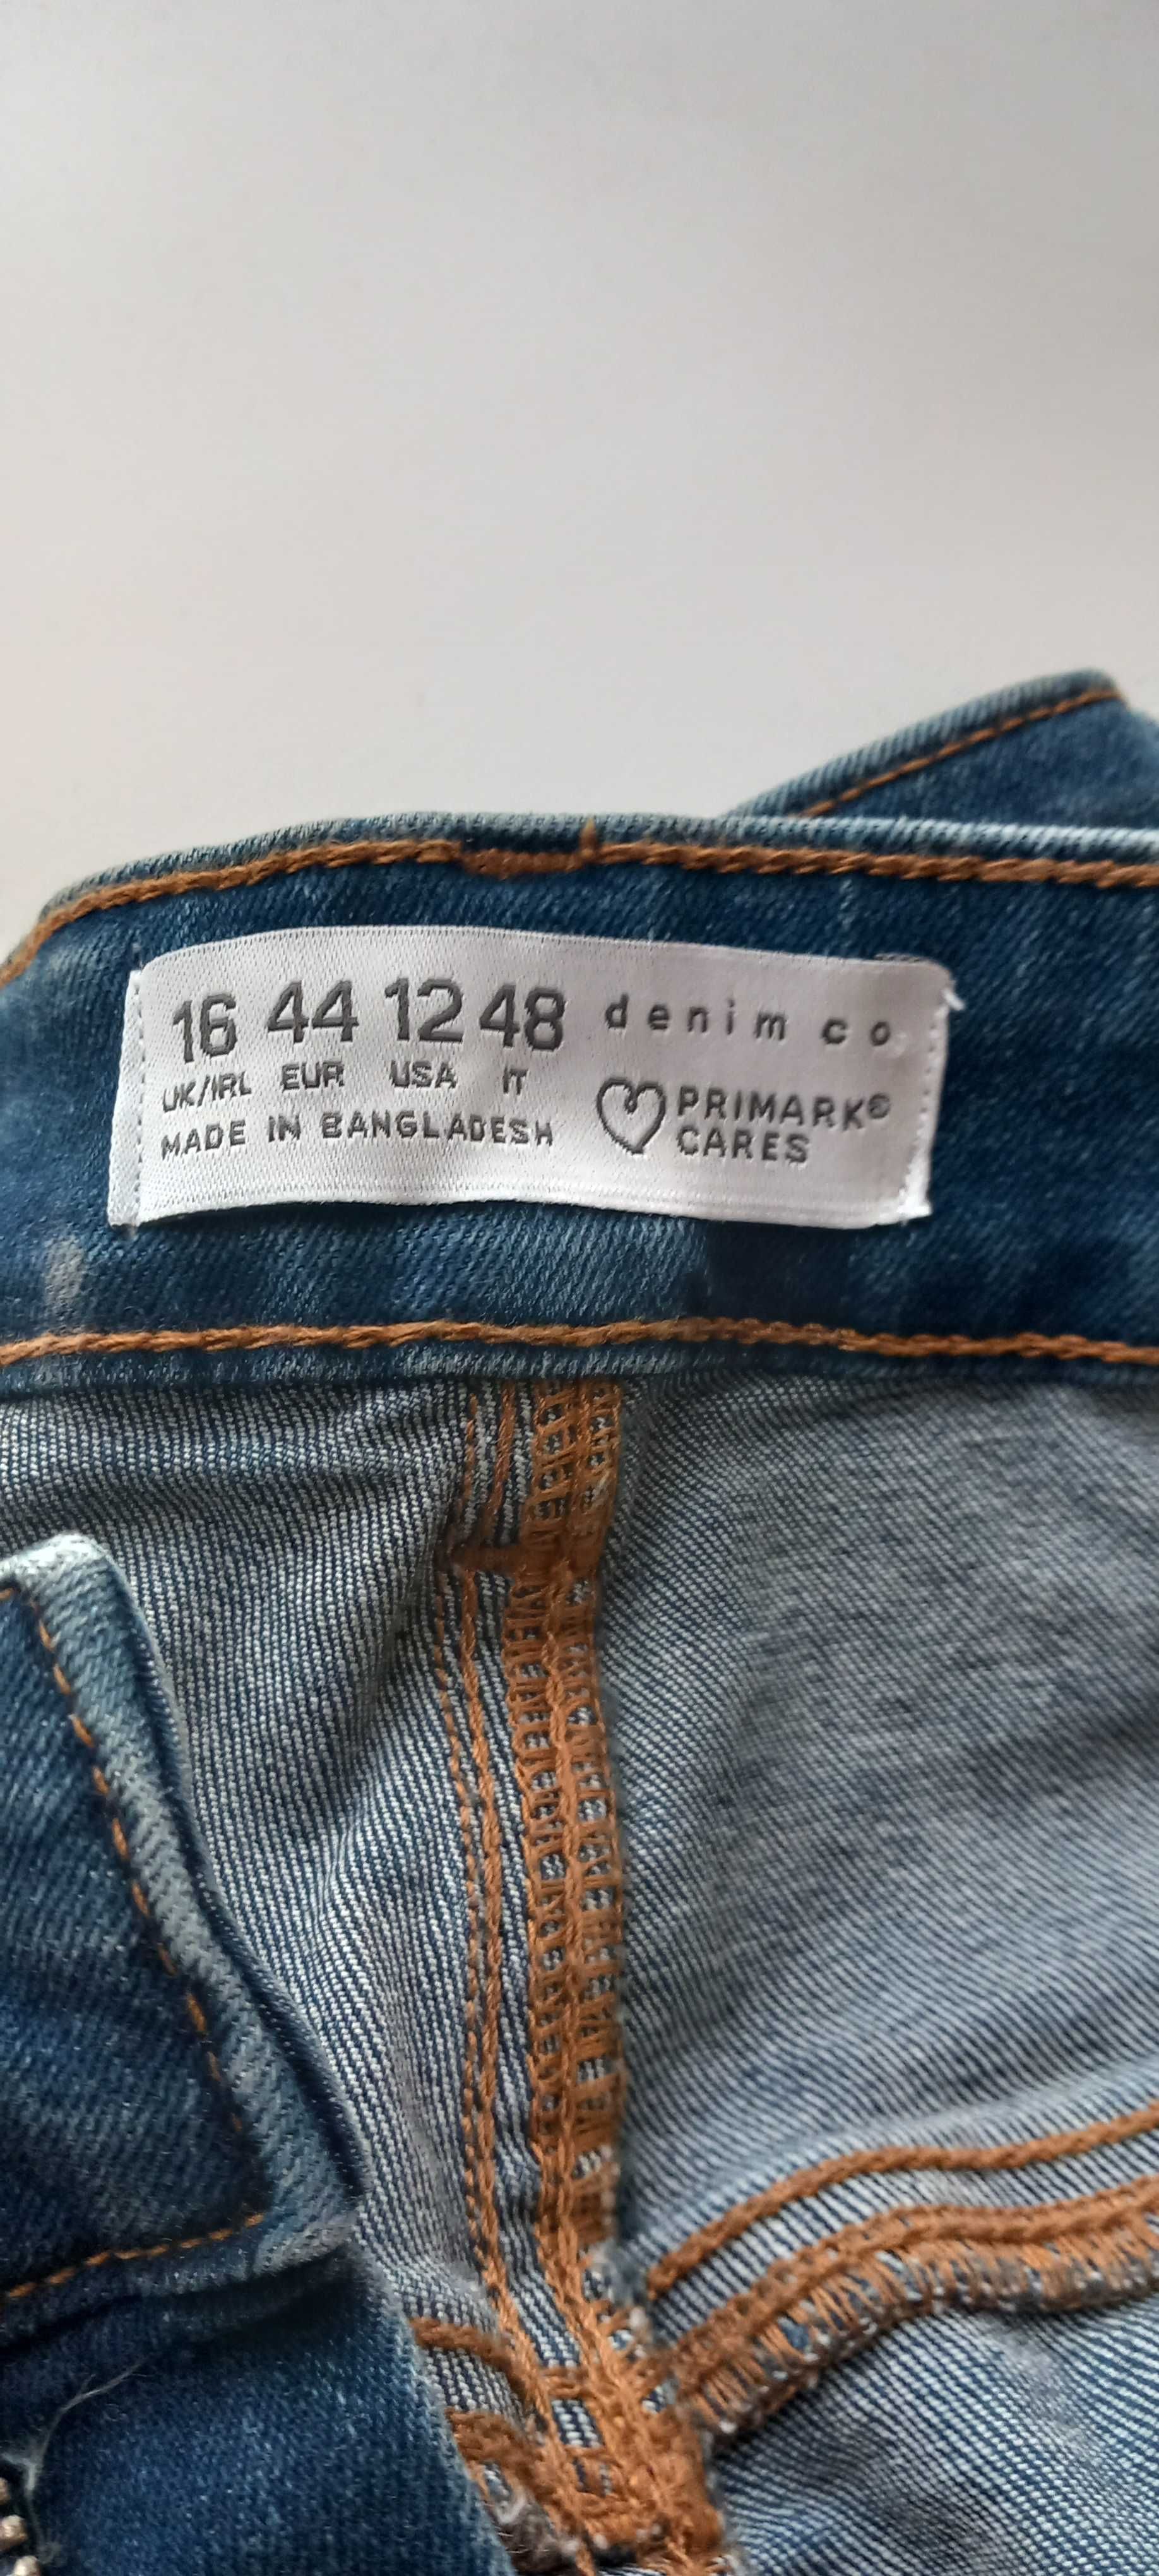 16 44 12 48 denim co
UK/IRL EUR USA IT
MADE IN BANGLADESH
PRIMARK®
CARES